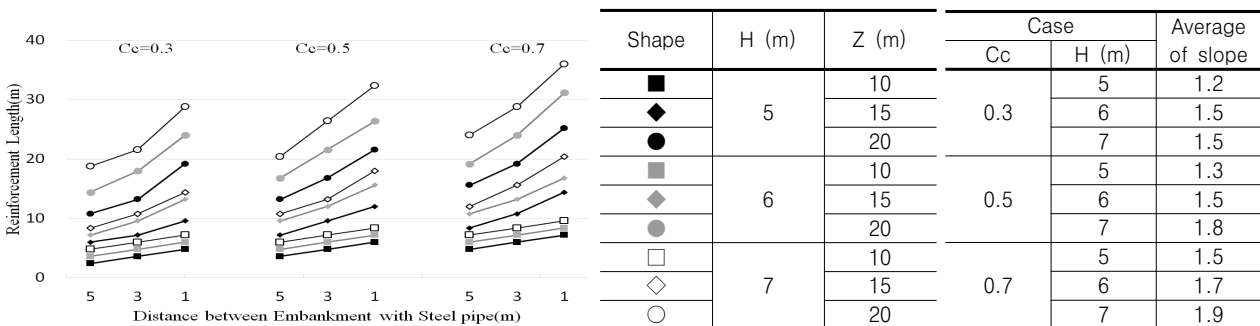 40
30
20
10
0
Reinforcement Length(m)
Cc=0.3
Cc=0.5
Cc=0.7
5 3 1 5 3 1 5 3 1
Distance between Embankment with Steel pipe(m)
Shape H (m) Z (m)
10
5 15
20
10
6 15
20
10
7 15
20
Case Average
Cc H (m) of slope
5 1.2
0.3 6 1.5
7 1.5
5 1.3
0.5 6 1.5
7 1.8
5 1.5
0.7 6 1.7
7 1.9